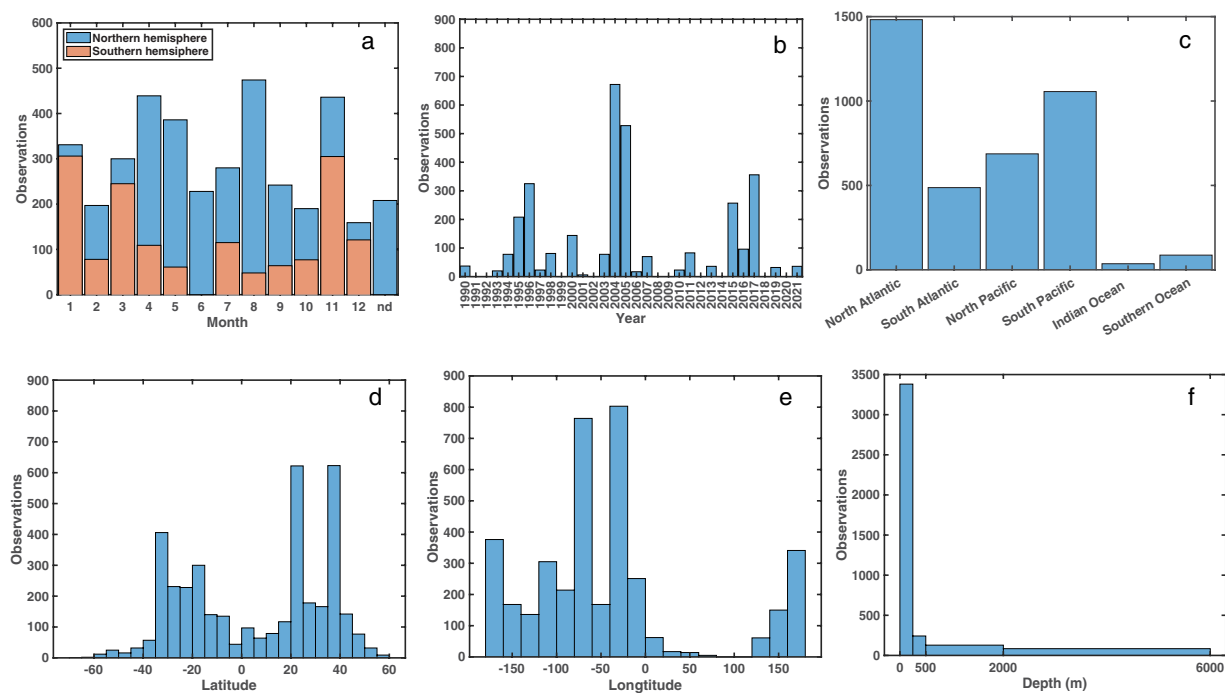 600
500
400
300
200
100
0
Observations
Northern hemisphere
Southern hemisphere
a
1 2 3 4 5 6 7 8 9 10 11 12 nd
Month
900
800
700
600
500
400
300
200
100
0
Observations
b
1990 1991 1992 1993 1994 1995 1996 1997 1998 1999 2000 2001 2002 2003 2004 2005 2006 2007 2008 2009 2010 2011 2012 2013 2014 2015 2016 2017 2018 2019 2020 2021
Year
1500
1000
500
0
Observations
c
North Atlantic
South Atlantic
North Pacific
South Pacific
Indian Ocean
Southern Ocean
900
800
700
600
500
400
300
200
100
0
Observations
d
-60 -40 -20 0 20 40 60
Latitude
900
800
700
600
500
400
300
200
100
0
Observations
e
-150 -100 -50 0 50 100 150
Longtitude
3500
3000
2500
2000
1500
1000
500
0
Observations
f
0 500 2000 6000
Depth (m)